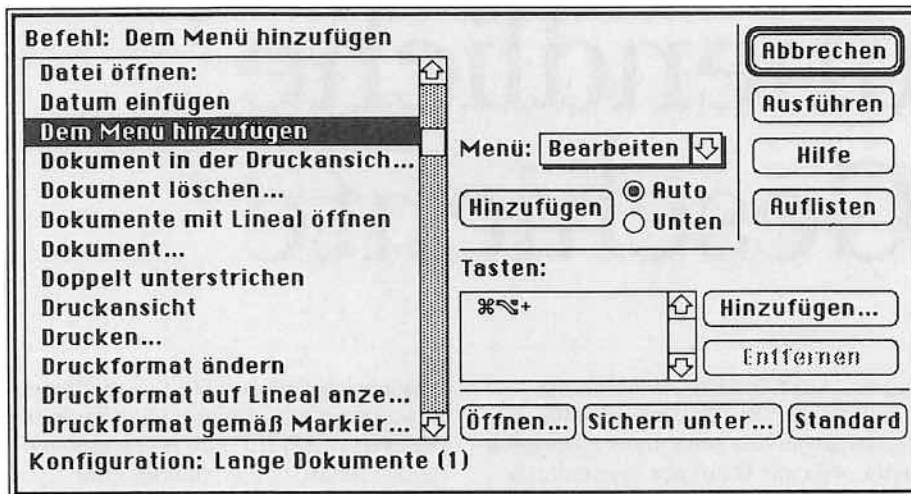 Befehl: Dem Menü hinzufügen
Datei öffnen:
Datum einfügen
Dem Menü hinzufügen
Dokument in der Druckansich...
Dokument löschen...
Dokumente mit Lineal öffnen
Dokument...
Doppelt unterstrichen
Druckansicht
Drucken...
Druckformat ändern
Druckformat auf Lineal anze...
Druckformat gemäß Markier...
Konfiguration: Lange Dokumente (1)
Menü: Bearbeiten
Hinzufügen
Auto
Unten
Tasten:
⌘⌥+
Hinzufügen...
Entfernen
Öffnen...
Sichern unter...
Standard
Abbrechen
Ausführen
Hilfe
Auflisten